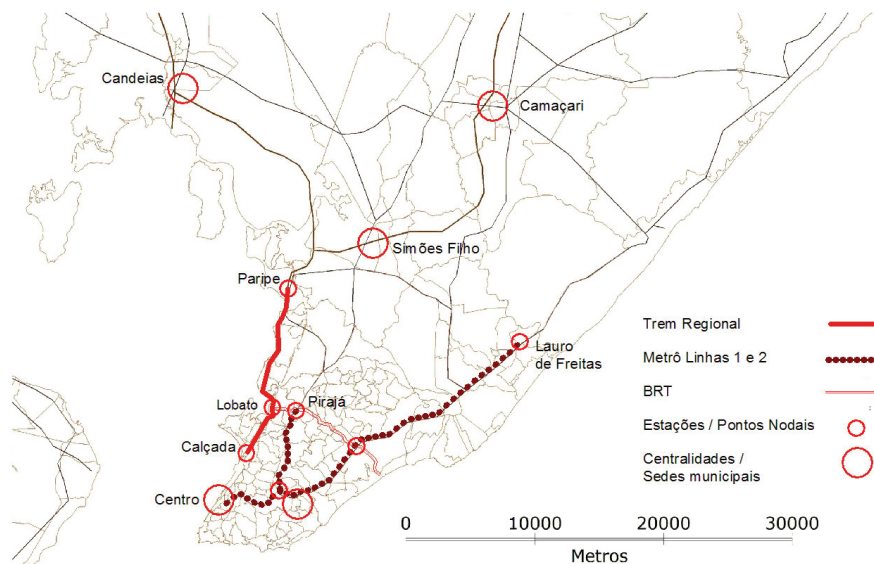 Candeias
Camaçari
Simões Filho
Paripe
Lauro
de Freitas
Lobato
Pirajá
Calçada
Centro
Trem Regional
Metrô Linhas 1 e 2
BRT
Estações / Pontos Nodais
Centralidades /
Sedes municipais
0 10000 20000 30000
Metros